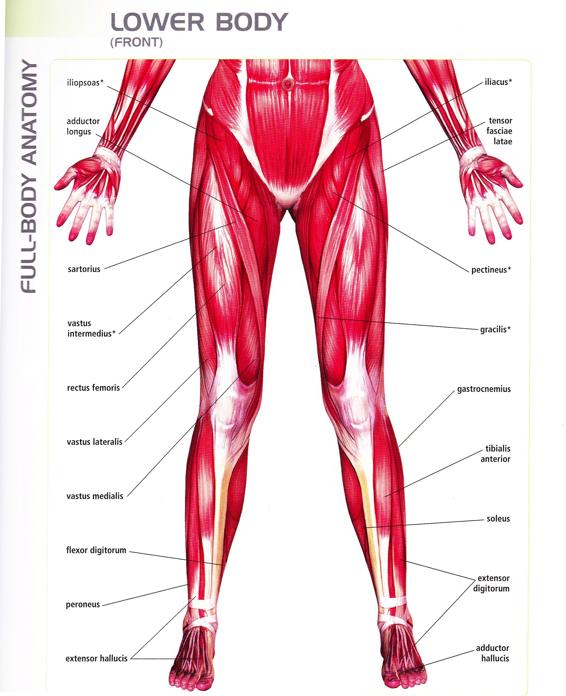 LOWER BODY
(FRONT)
FULL-BODY ANATOMY
iliopsoas*
adductor
longus
sartorius
vastus
intermedius*
rectus femoris
vastus lateralis
vastus medialis
flexor digitorum
peroneus
extensor hallucis
iliacus*
tensor
fasciae
latae
pectineus*
gracilis*
gastrocnemius
tibialis
anterior
soleus
extensor
digitorum
adductor
hallucis